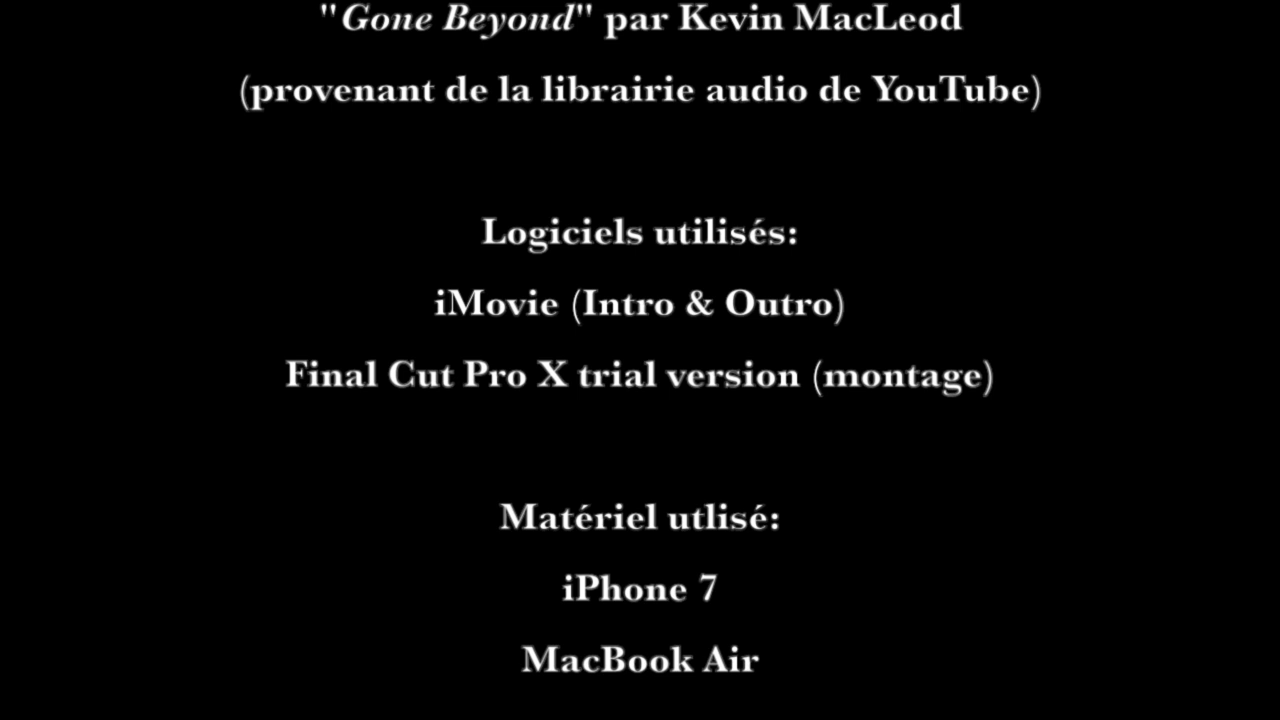 "Gone Beyond" par Kevin MacLeod
(provenant de la librairie audio de YouTube)
Logiciels utilisés:
iMovie (Intro & Outro)
Final Cut Pro X trial version (montage)
Matériel utlisé:
iPhone 7
MacBook Air